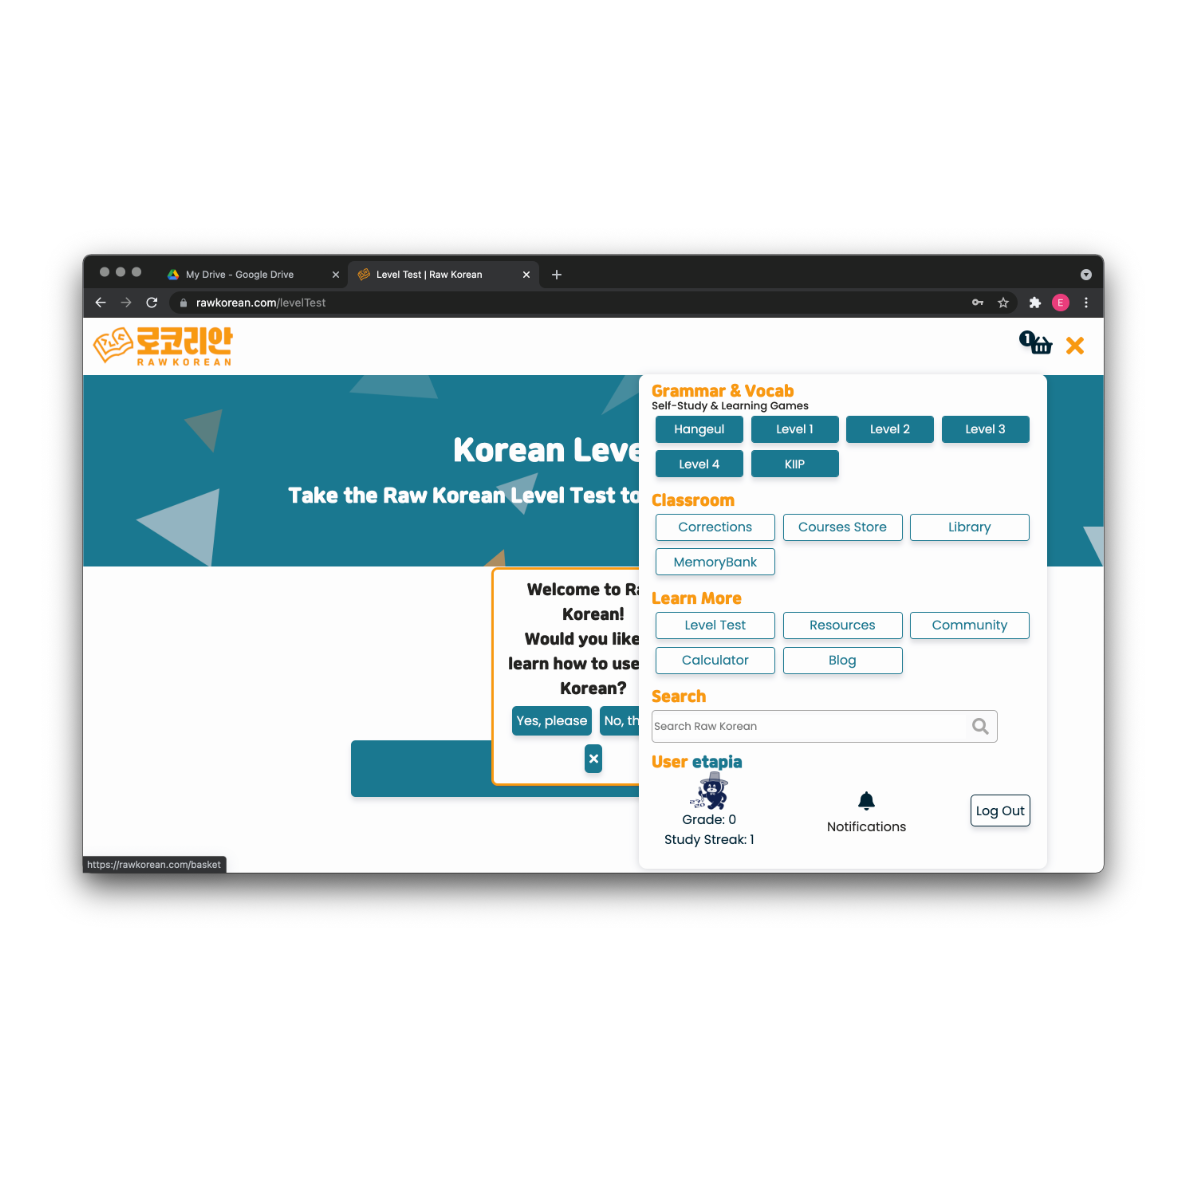 My Drive - Google Drive
Level Test | Raw Korean
rawkorean.com/levelTest
E
로코리안
RAWKOREAN
1
Korean Leve
Take the Raw Korean Level Test to
Welcome to Ra
Korean!
Would you like
learn how to use
Korean?
Yes, please
No, th
Grammar & Vocab
Self-Study & Learning Games
Hangeul Level 1 Level 2 Level 3
Level 4 KIIP
Classroom
Corrections Courses Store Library
MemoryBank
Learn More
Level Test Resources Community
Calculator Blog
Search
Search Raw Korean
User etapia
Grade: 0
Study Streak: 1
Notifications
Log Out
https://rawkorean.com/basket